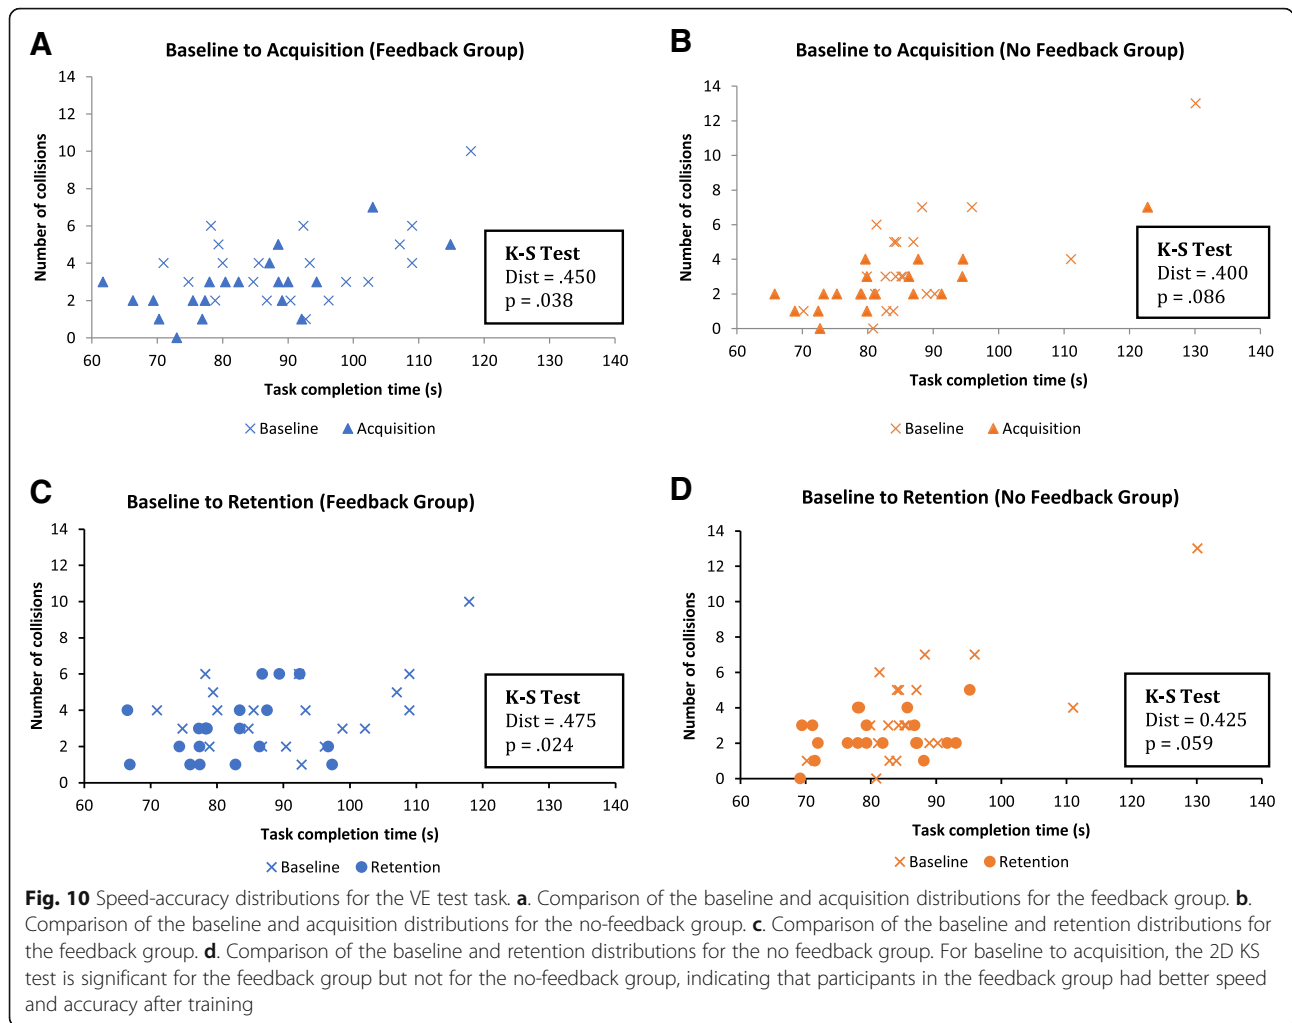 A
Baseline to Acquisition (Feedback Group)
Number of collisions
14
12
10
8
6
4
2
0
60 70 80 90 100 110 120 130 140
Task completion time (s)
K-S Test
Dist = .450
p = .038
Baseline Acquisition
B
Baseline to Acquisition (No Feedback Group)
Number of collisions
14
12
10
8
6
4
2
0
60 70 80 90 100 110 120 130 140
Task completion time (s)
K-S Test
Dist = .400
p = .086
Baseline Acquisition
C
Baseline to Retention (Feedback Group)
Number of collisions
14
12
10
8
6
4
2
0
60 70 80 90 100 110 120 130 140
Task completion time (s)
K-S Test
Dist = .475
p = .024
Baseline Retention
D
Baseline to Retention (No Feedback Group)
Number of collisions
14
12
10
8
6
4
2
0
60 70 80 90 100 110 120 130 140
Task completion time (s)
K-S Test
Dist = 0.425
p = .059
Baseline Retention
Fig. 10 Speed-accuracy distributions for the VE test task. a. Comparison of the baseline and acquisition distributions for the feedback group. b.
Comparison of the baseline and acquisition distributions for the no-feedback group. c. Comparison of the baseline and retention distributions for
the feedback group. d. Comparison of the baseline and retention distributions for the no feedback group. For baseline to acquisition, the 2D KS
test is significant for the feedback group but not for the no-feedback group, indicating that participants in the feedback group had better speed
and accuracy after training